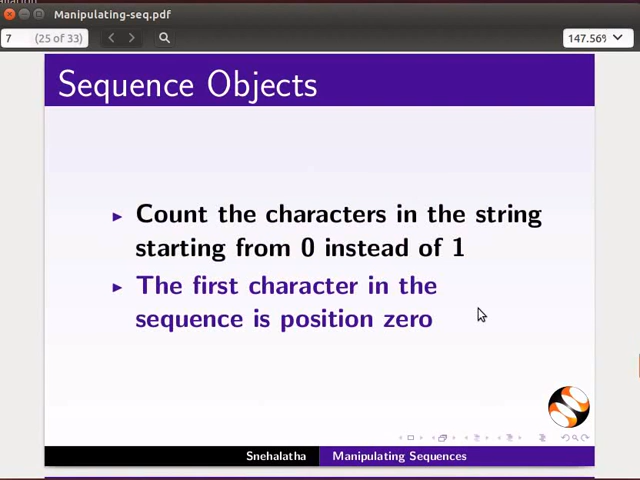 Manipulating-seq.pdf
7 (25 of 33) 147.56%
Sequence Objects
Count the characters in the string
starting from 0 instead of 1
The first character in the
sequence is position zero
Snehalatha Manipulating Sequences